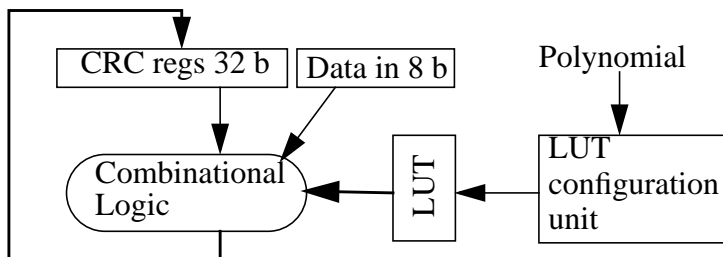 CRC regs 32 b
Data in 8 b
Polynomial
Combinational
Logic
LUT
LUT
configuration
unit